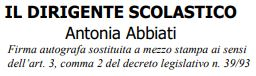 IL DIRIGENTE SCOLASTICO
Antonia Abbiati
Firma autografa sostituita a mezzo stampa ai sensi
dell'art. 3, comma 2 del decreto legislativo n. 39/93